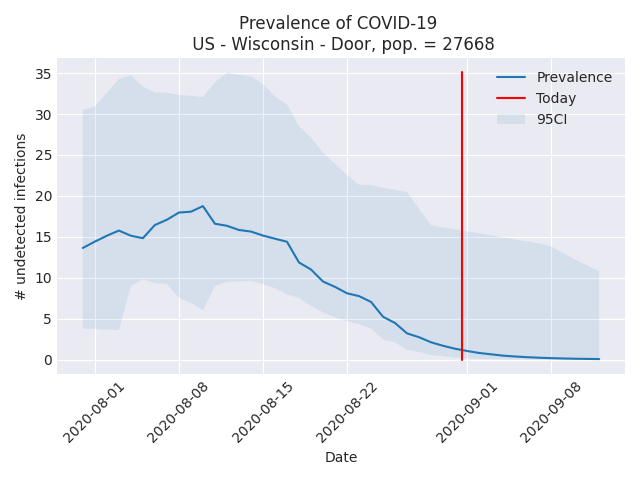 Prevalence of COVID-19
US - Wisconsin - Door, pop. = 27668
35
30
25
20
15
10
5
0
# undetected infections
Prevalence
Today
95CI
2020-08-01
2020-08-08
2020-08-15
2020-08-22
2020-09-01
2020-09-08
Date